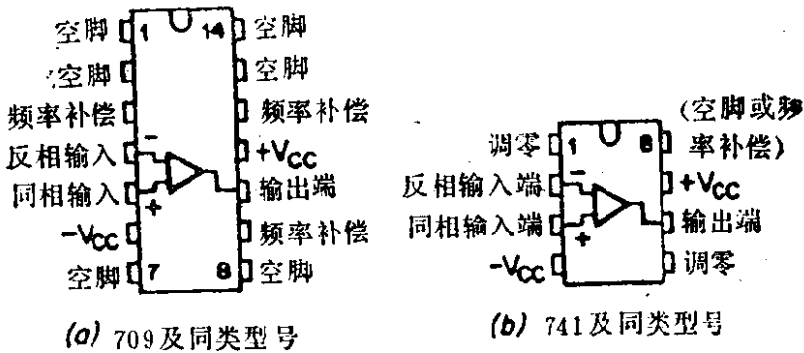 空脚 1 14 空脚
空脚 空脚
频率补偿 频率补偿
反相输入 − +VCC
同相输入 + 输出端
−VCC 频率补偿
空脚 7 8 空脚
(a) 709及同类型号
(空脚或频
调零 1 8 率补偿)
反相输入端 − +VCC
同相输入端 + 输出端
−VCC 调零
(b) 741及同类型号